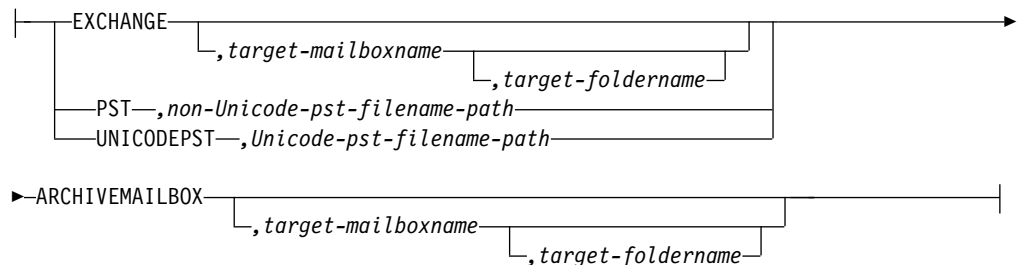 EXCHANGE
,target-mailboxname
,target-foldername
PST ,non-Unicode-pst-filename-path
UNICODEPST ,Unicode-pst-filename-path
ARCHIVEMAILBOX
,target-mailboxname
,target-foldername